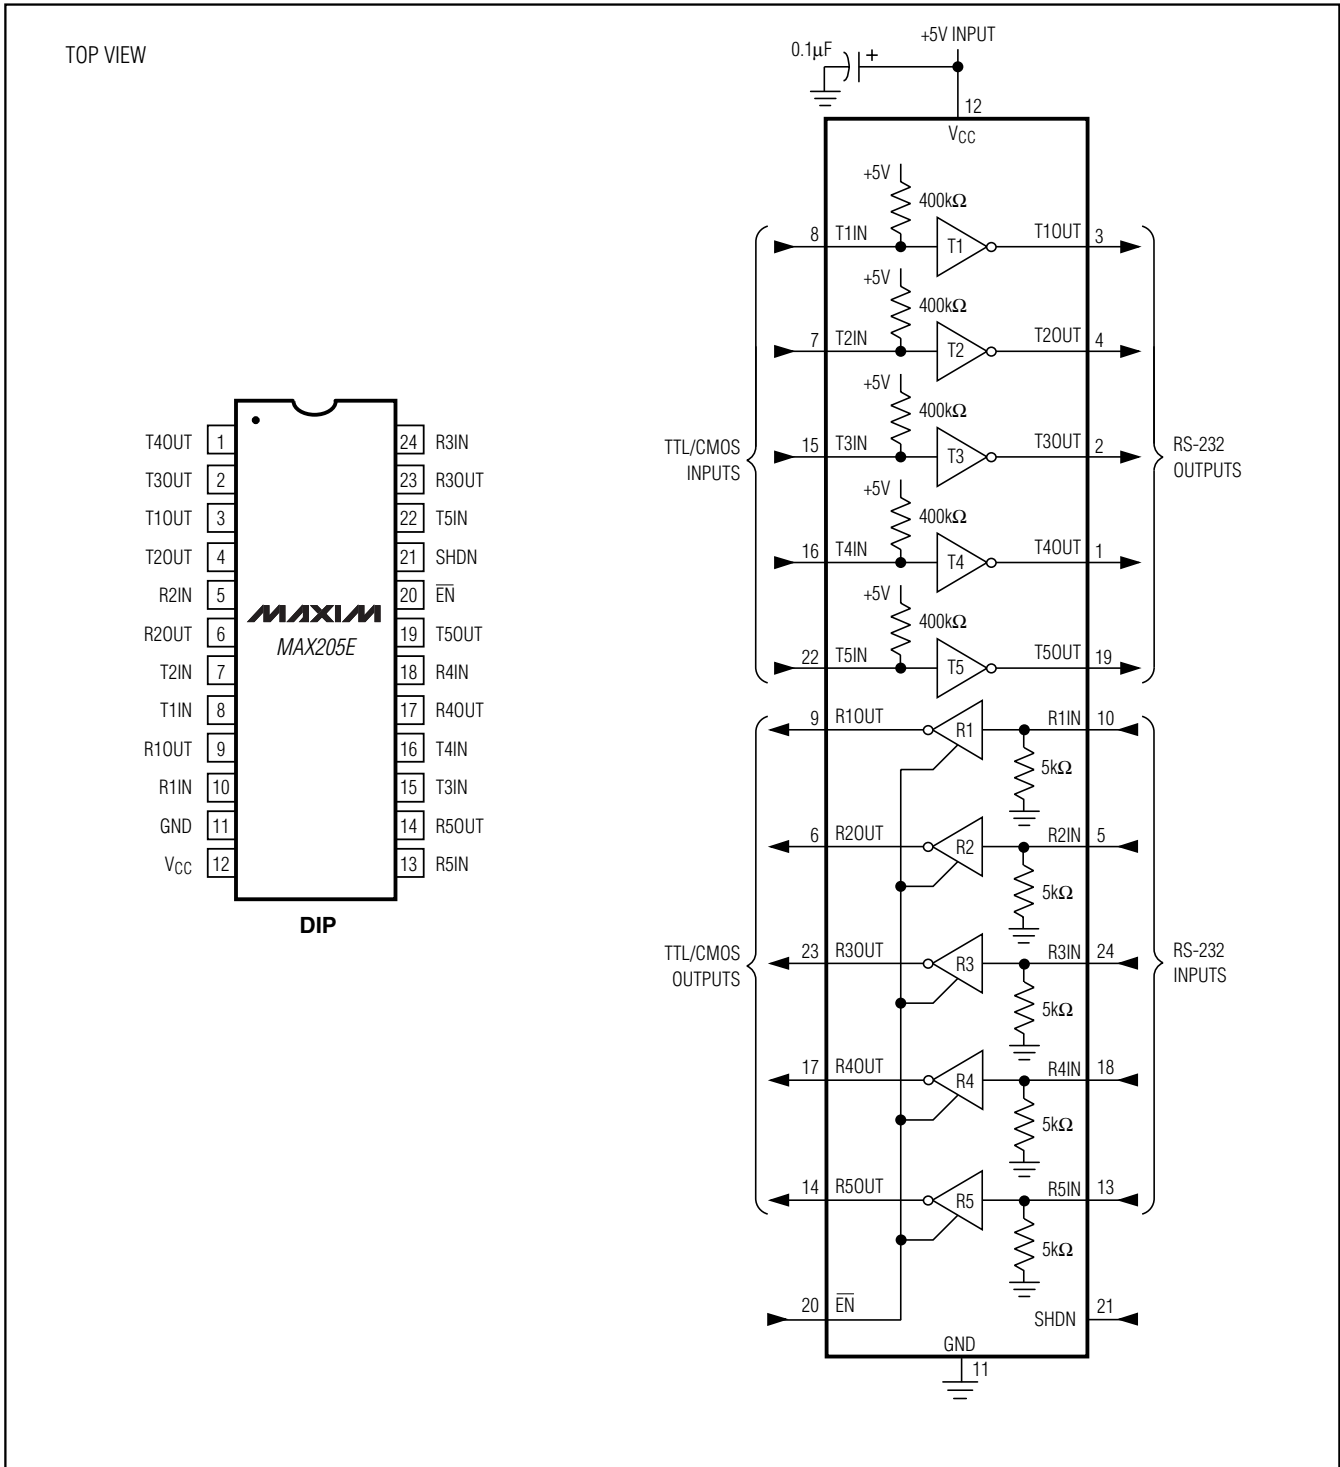 TOP VIEW
T4OUT 1
T3OUT 2
T1OUT 3
T2OUT 4
R2IN 5
R2OUT 6
T2IN 7
T1IN 8
R1OUT 9
R1IN 10
GND 11
VCC 12
24 R3IN
23 R3OUT
22 T5IN
21 SHDN
20 E̅N̅
19 T5OUT
18 R4IN
17 R4OUT
16 T4IN
15 T3IN
14 R5OUT
13 R5IN
MAXIM
MAX205E
DIP
+5V INPUT
0.1μF +
12
VCC
+5V
400kΩ
8 T1IN T1 T1OUT 3
+5V
400kΩ
7 T2IN T2 T2OUT 4
+5V
400kΩ
15 T3IN T3 T3OUT 2
+5V
400kΩ
16 T4IN T4 T4OUT 1
+5V
400kΩ
22 T5IN T5 T5OUT 19
TTL/CMOS
INPUTS
RS-232
OUTPUTS
9 R1OUT R1 R1IN 10
5kΩ
6 R2OUT R2 R2IN 5
5kΩ
23 R3OUT R3 R3IN 24
5kΩ
17 R4OUT R4 R4IN 18
5kΩ
14 R5OUT R5 R5IN 13
5kΩ
TTL/CMOS
OUTPUTS
RS-232
INPUTS
20 E̅N̅
SHDN 21
GND
11